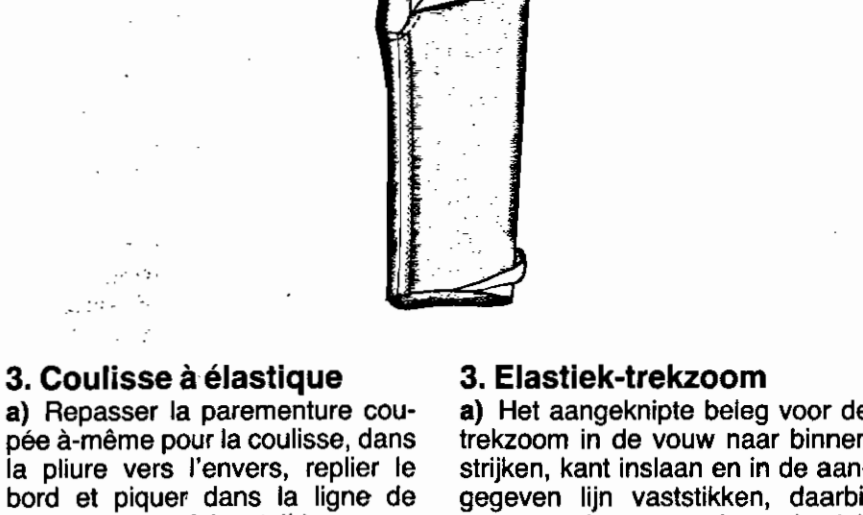 3. Coulisse à élastique
a) Repasser la parementure cou-
pée à-même pour la coulisse, dans
la pliure vers l'envers, replier le
bord et piquer dans la ligne de
3. Elastiek-trekzoom
a) Het aangeknipte beleg voor de
trekzoom in de vouw naar binnen
strijken, kant inslaan en in de aan-
gegeven lijn vaststikken, daarbij